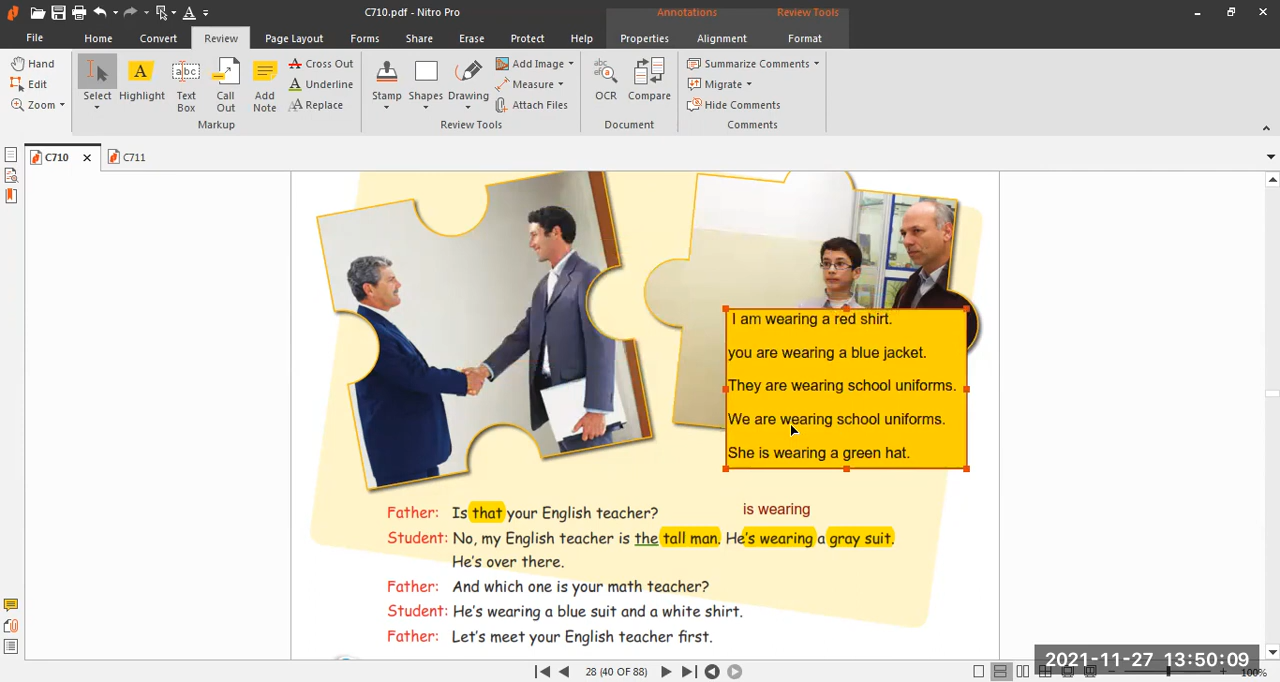 C710.pdf - Nitro Pro
Annotations
Review Tools
File
Home
Convert
Review
Page Layout
Forms
Share
Erase
Protect
Help
Properties
Alignment
Format
Hand
Edit
Zoom
Select
Highlight
Text Box
Call Out
Add Note
Cross Out
Underline
Replace
Markup
Stamp
Shapes
Drawing
Add Image
Measure
Attach Files
Review Tools
OCR
Compare
Document
Summarize Comments
Migrate
Hide Comments
Comments
C710
C711
I am wearing a red shirt.
you are wearing a blue jacket.
They are wearing school uniforms.
We are wearing school uniforms.
She is wearing a green hat.
is wearing
Father: Is that your English teacher?
Student: No, my English teacher is the tall man. He's wearing a gray suit.
He's over there.
Father: And which one is your math teacher?
Student: He's wearing a blue suit and a white shirt.
Father: Let's meet your English teacher first.
28 (40 OF 88)
2021-11-27 13:50:09
100%